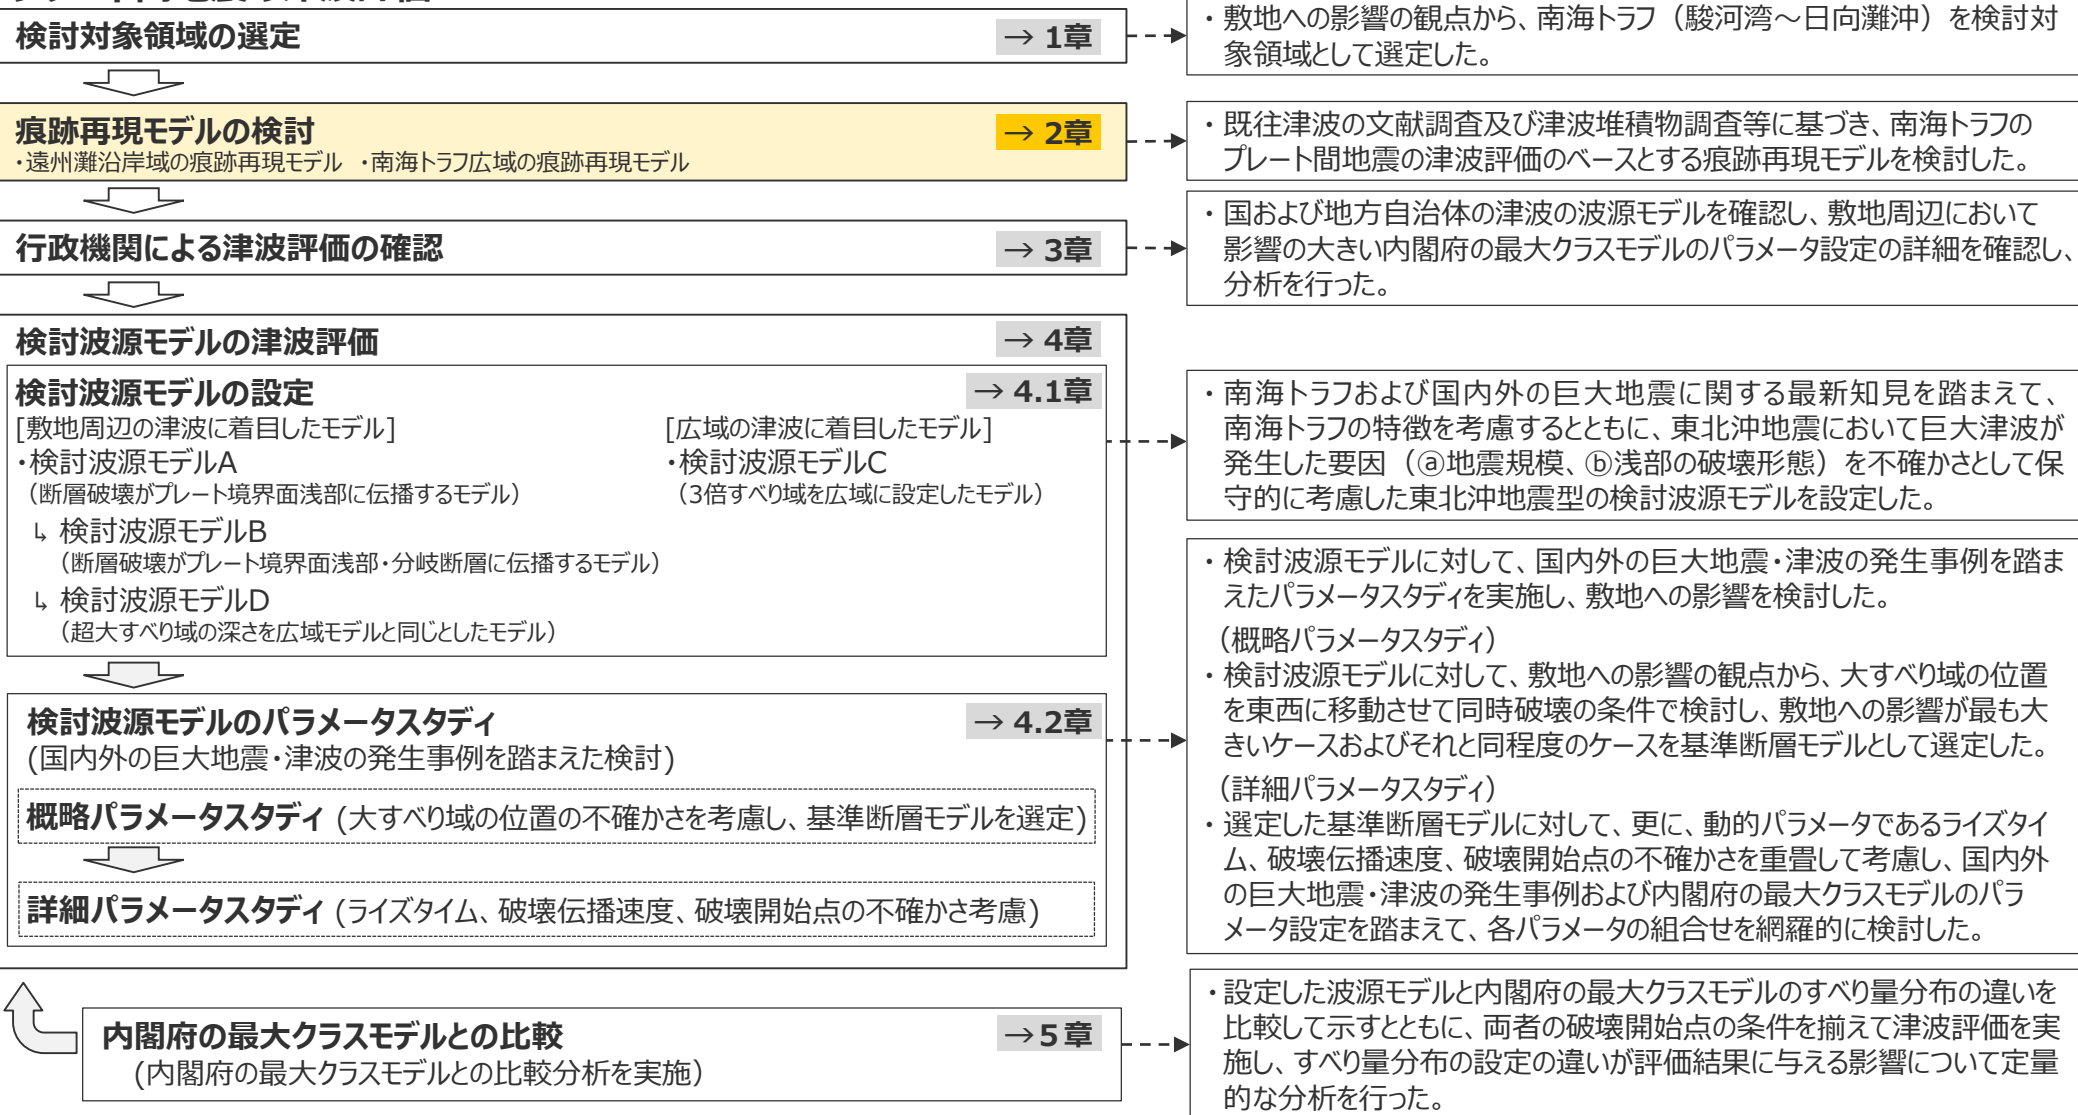 検討対象領域の選定 → 1章
・敷地への影響の観点から、南海トラフ（駿河湾～日向灘沖）を検討対
象領域として選定した。
痕跡再現モデルの検討 → 2章
・遠州灘沿岸域の痕跡再現モデル ・南海トラフ広域の痕跡再現モデル
・既往津波の文献調査及び津波堆積物調査等に基づき、南海トラフの
プレート間地震の津波評価のベースとする痕跡再現モデルを検討した。
行政機関による津波評価の確認 → 3章
・国および地方自治体の津波の波源モデルを確認し、敷地周辺において
影響の大きい内閣府の最大クラスモデルのパラメータ設定の詳細を確認し、
分析を行った。
検討波源モデルの津波評価 → 4章
検討波源モデルの設定 → 4.1章
[敷地周辺の津波に着目したモデル] [広域の津波に着目したモデル]
・検討波源モデルA ・検討波源モデルC
（断層破壊がプレート境界面浅部に伝播するモデル） （3倍すべり域を広域に設定したモデル）
↳ 検討波源モデルB
（断層破壊がプレート境界面浅部・分岐断層に伝播するモデル）
↳ 検討波源モデルD
（超大すべり域の深さを広域モデルと同じとしたモデル）
・南海トラフおよび国内外の巨大地震に関する最新知見を踏まえて、
南海トラフの特徴を考慮するとともに、東北沖地震において巨大津波が
発生した要因（ⓐ地震規模、ⓑ浅部の破壊形態）を不確かさとして保
守的に考慮した東北沖地震型の検討波源モデルを設定した。
検討波源モデルのパラメータスタディ → 4.2章
(国内外の巨大地震・津波の発生事例を踏まえた検討)
概略パラメータスタディ (大すべり域の位置の不確かさを考慮し、基準断層モデルを選定)
詳細パラメータスタディ (ライズタイム、破壊伝播速度、破壊開始点の不確かさ考慮)
・検討波源モデルに対して、国内外の巨大地震・津波の発生事例を踏ま
えたパラメータスタディを実施し、敷地への影響を検討した。
（概略パラメータスタディ）
・検討波源モデルに対して、敷地への影響の観点から、大すべり域の位置
を東西に移動させて同時破壊の条件で検討し、敷地への影響が最も大
きいケースおよびそれと同程度のケースを基準断層モデルとして選定した。
（詳細パラメータスタディ）
・選定した基準断層モデルに対して、更に、動的パラメータであるライズタイ
ム、破壊伝播速度、破壊開始点の不確かさを重畳して考慮し、国内外
の巨大地震・津波の発生事例および内閣府の最大クラスモデルのパラ
メータ設定を踏まえて、各パラメータの組合せを網羅的に検討した。
内閣府の最大クラスモデルとの比較 →5章
(内閣府の最大クラスモデルとの比較分析を実施)
・設定した波源モデルと内閣府の最大クラスモデルのすべり量分布の違いを
比較して示すとともに、両者の破壊開始点の条件を揃えて津波評価を実
施し、すべり量分布の設定の違いが評価結果に与える影響について定量
的な分析を行った。